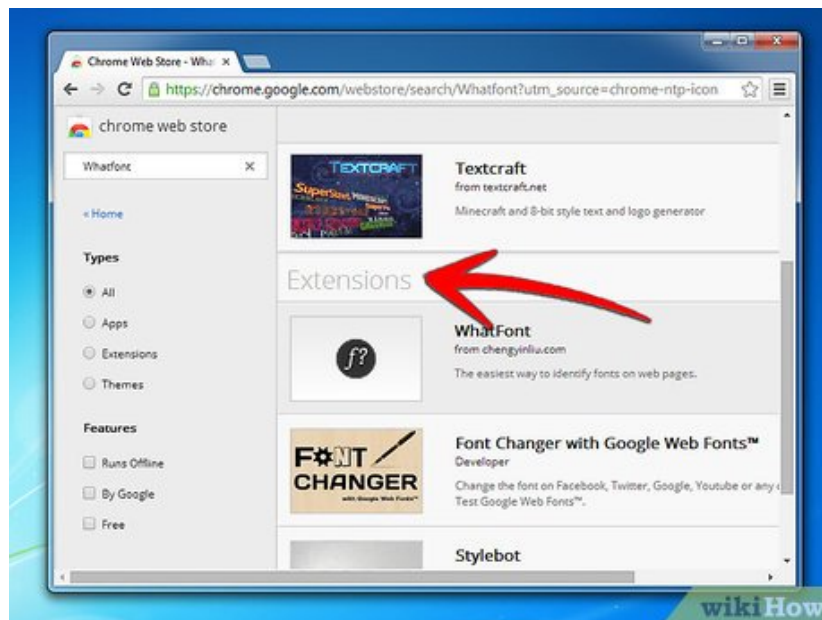 Chrome Web Store - Wha
https://chrome.google.com/webstore/search/Whatfont?utm_source=chrome-ntp-icon
chrome web store
Whatfont
« Home
Types
All
Apps
Extensions
Themes
Features
Runs Offline
By Google
Free
TEXTCRAFT
Textcraft
from textcraft.net
Minecraft and 8-bit style text and logo generator
Extensions
f?
WhatFont
from chengyinliu.com
The easiest way to identify fonts on web pages.
FONT
CHANGER
with Google Web Fonts™
Font Changer with Google Web Fonts™
Developer
Change the font on Facebook, Twitter, Google, Youtube or any
Test Google Web Fonts™.
Stylebot
wikiHow